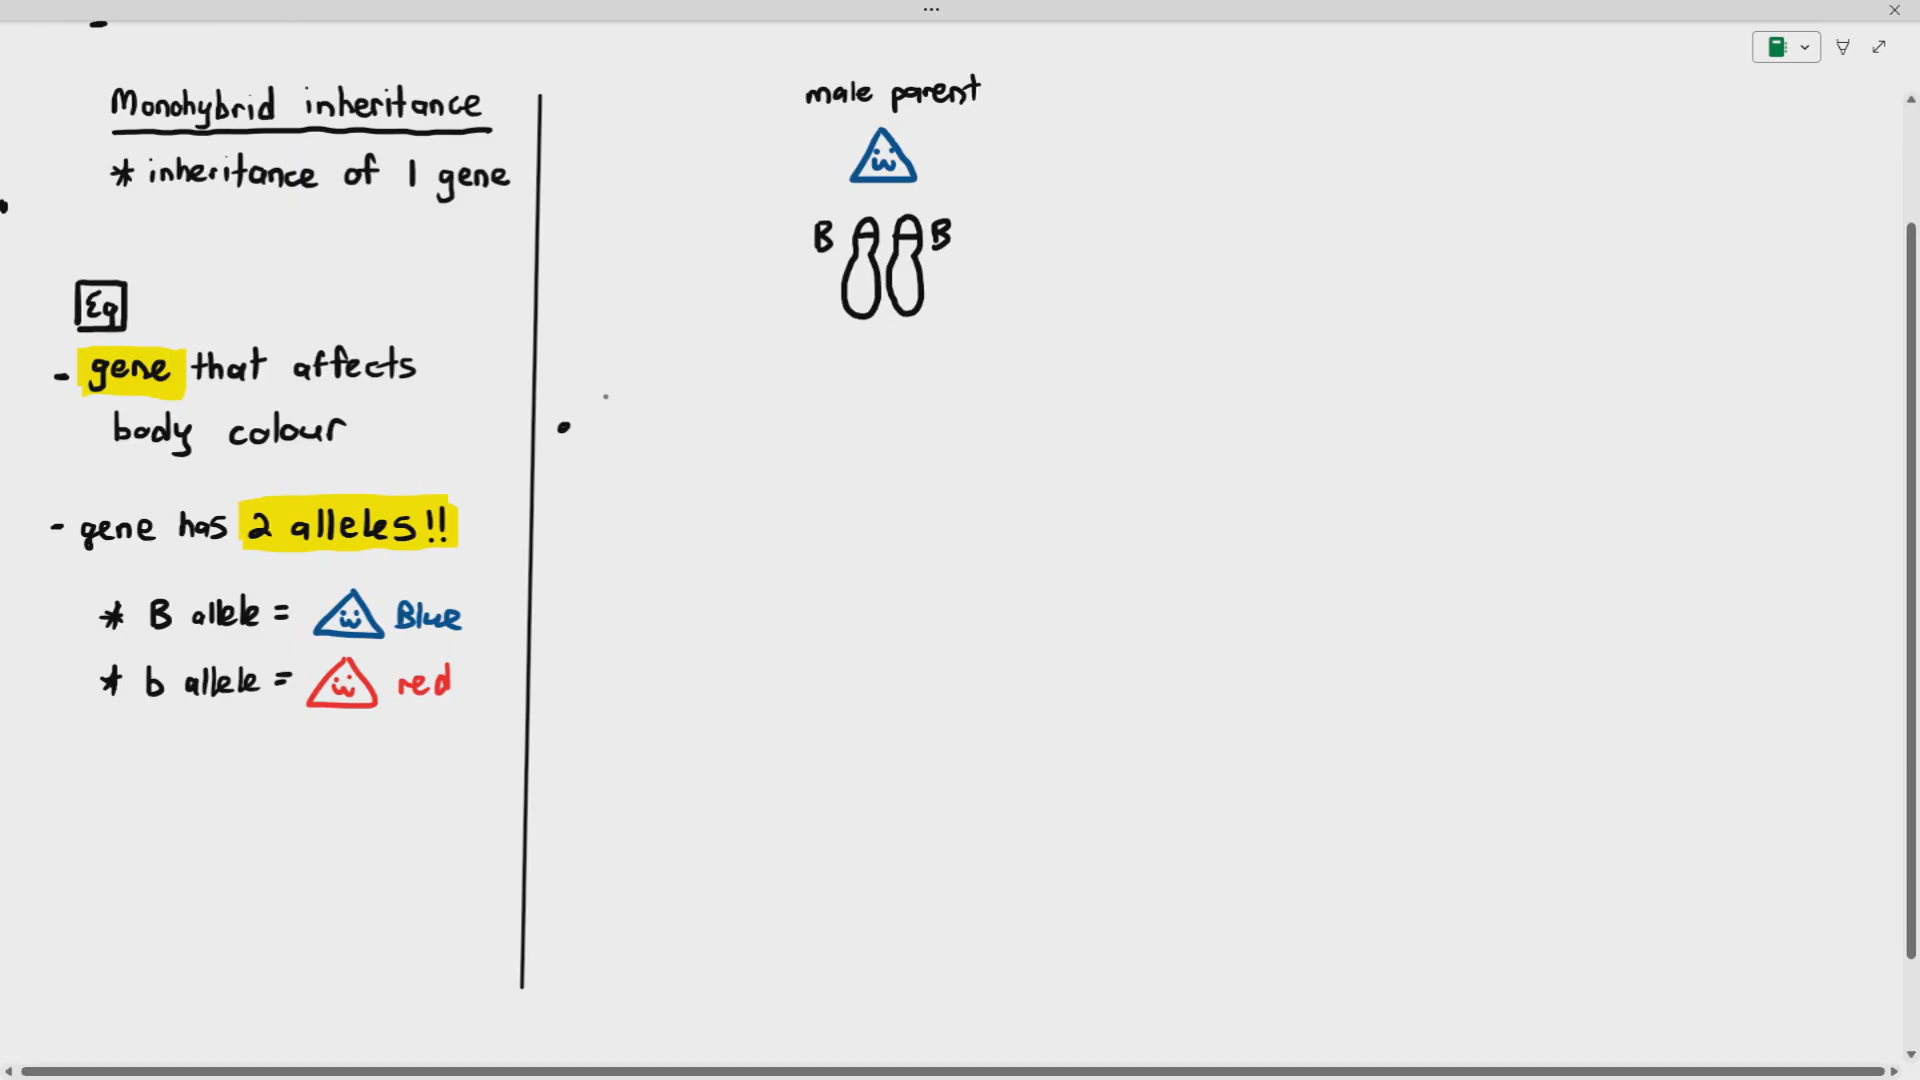 Monohybrid inheritance
* inheritance of 1 gene
Eg
- gene that affects
body colour
- gene has 2 alleles!!
* B allele = Blue
* b allele = red
male parent
B B